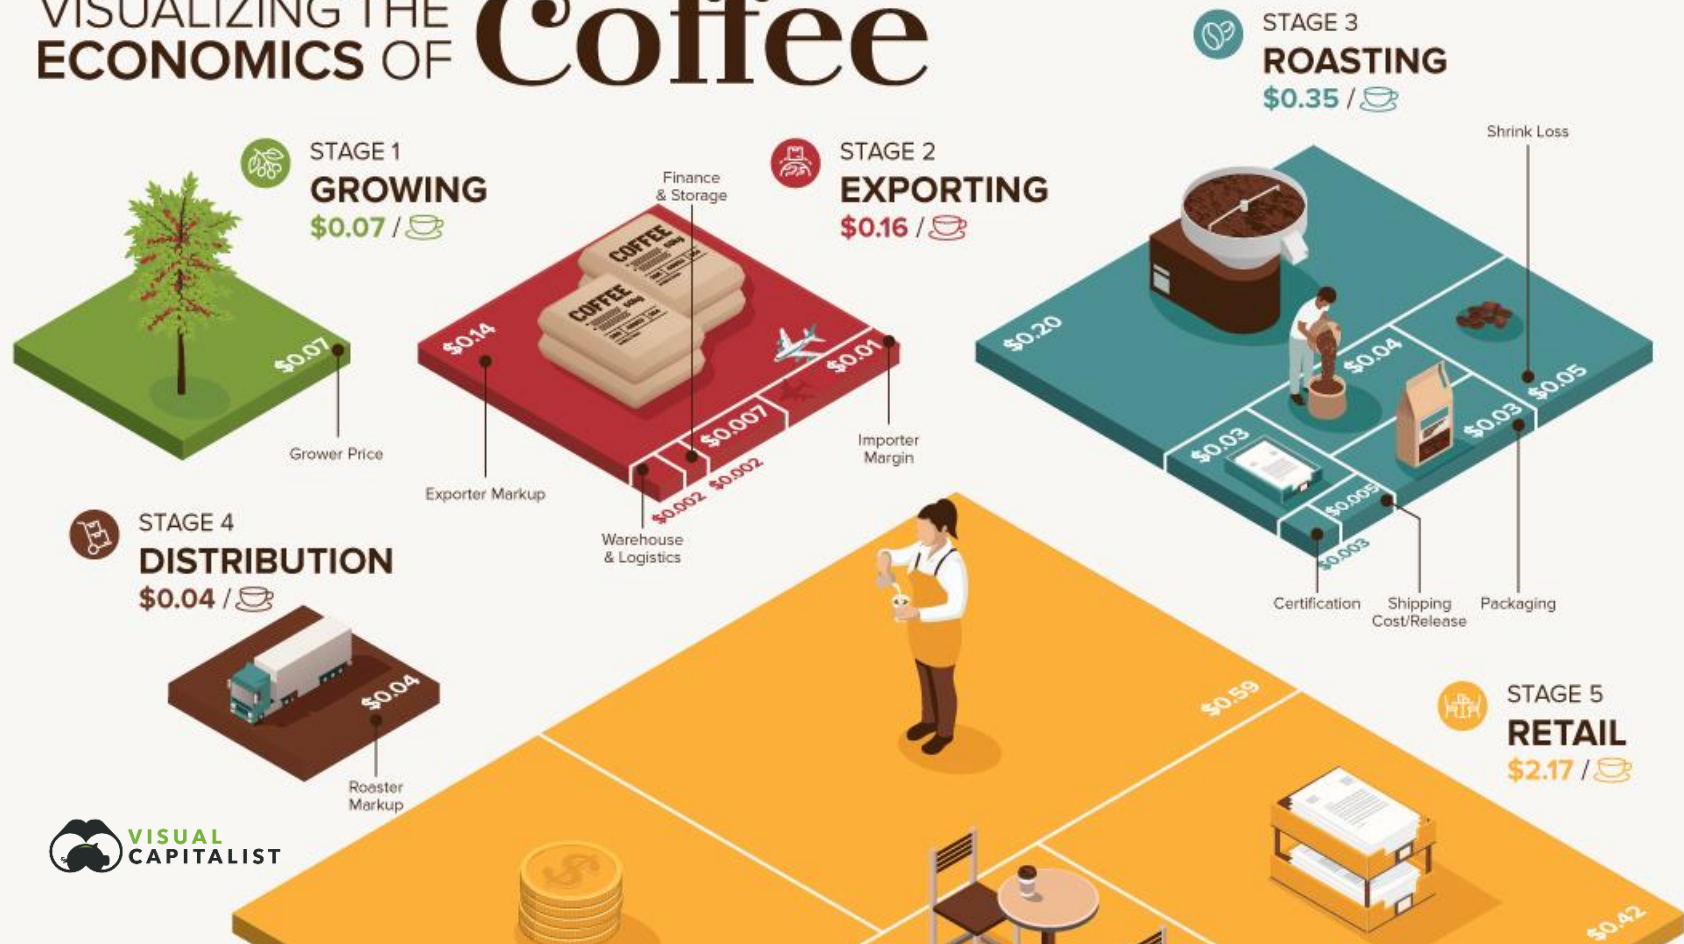 VISUALIZING THE
ECONOMICS OF
Coffee
STAGE 1
GROWING
$0.07 /
$0.07
Grower Price
STAGE 2
EXPORTING
$0.16 /
Finance
& Storage
COFFEE
60kg
COFFEE
60kg
$0.14
$0.01
$0.007
$0.002
$0.002
Exporter Markup
Warehouse
& Logistics
Importer
Margin
STAGE 3
ROASTING
$0.35 /
Shrink Loss
$0.20
$0.04
$0.05
$0.03
$0.03
$0.005
$0.003
Certification
Shipping
Cost/Release
Packaging
STAGE 4
DISTRIBUTION
$0.04 /
$0.04
Roaster
Markup
STAGE 5
RETAIL
$2.17 /
$0.59
$0.42
VISUAL
CAPITALIST